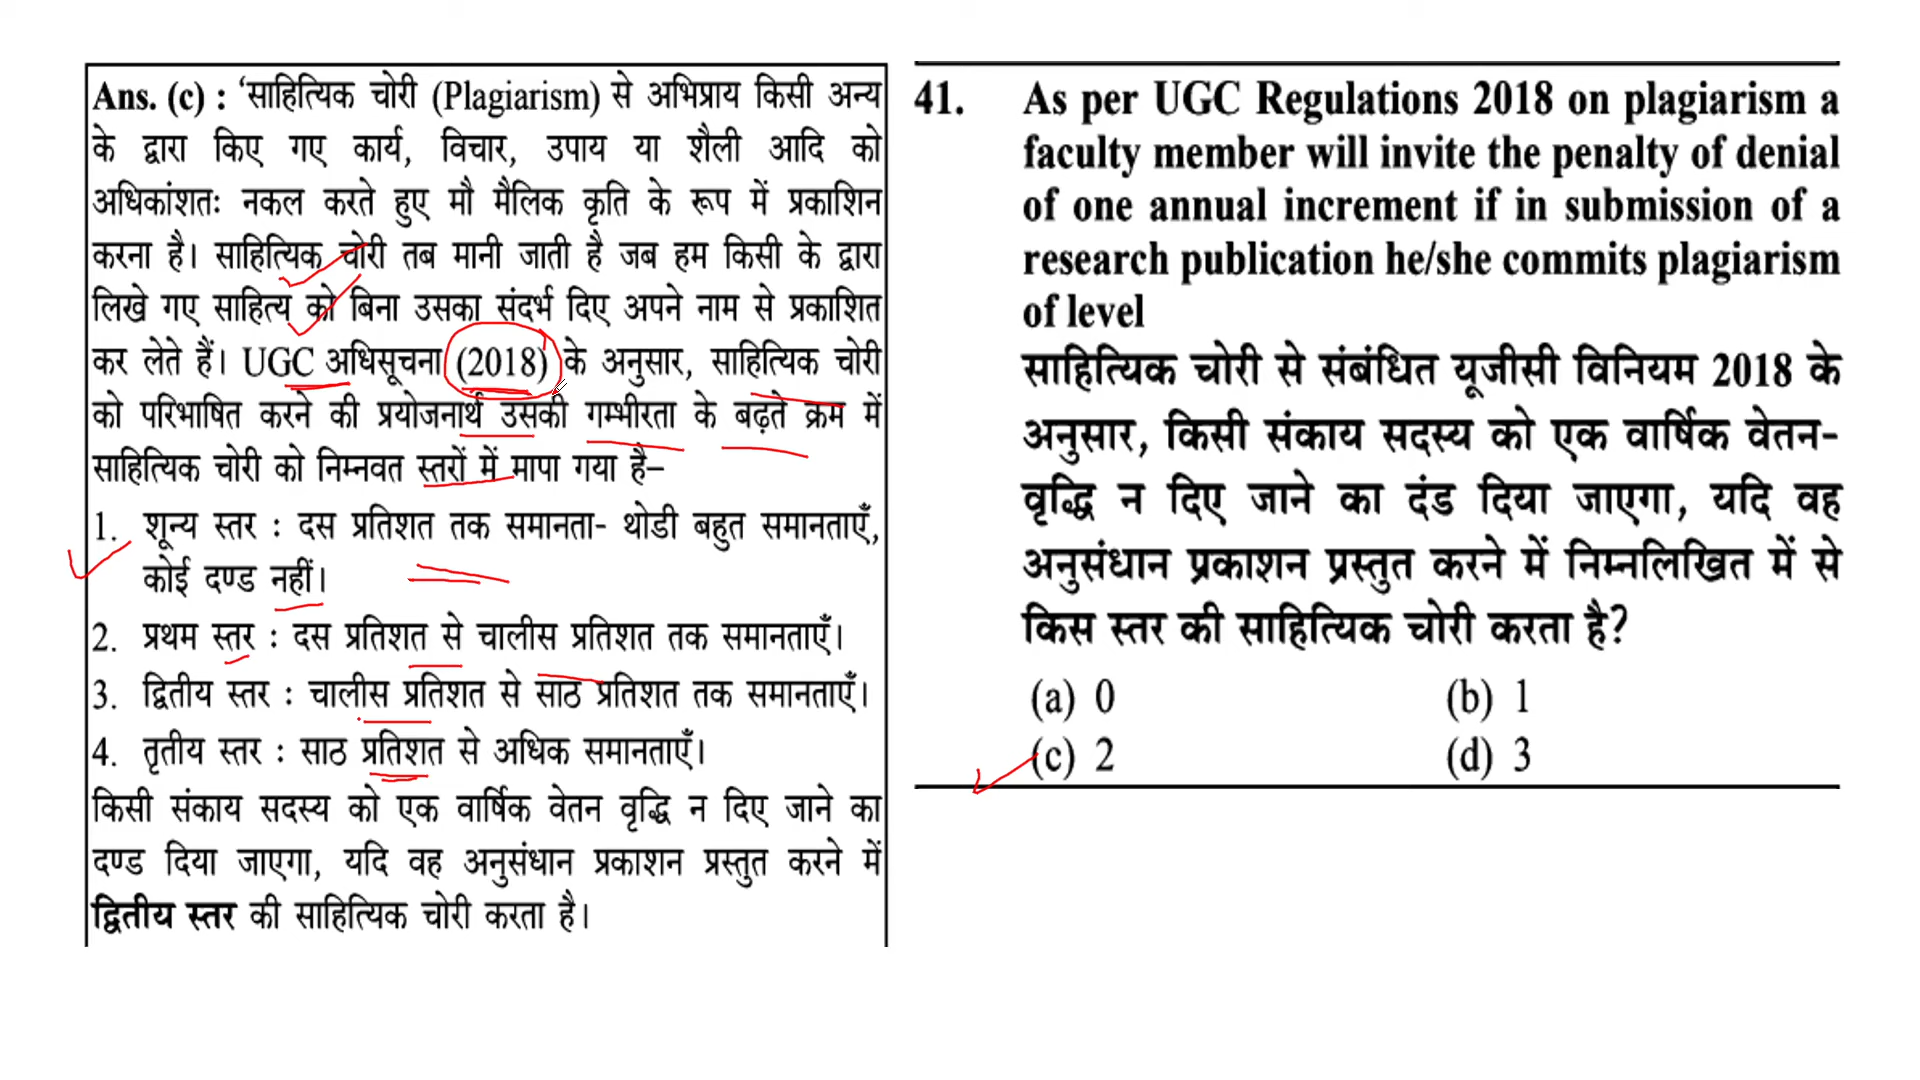 Ans. (c) : ‘साहित्यिक चोरी (Plagiarism) से अभिप्राय किसी अन्य
के द्वारा किए गए कार्य, विचार, उपाय या शैली आदि को
अधिकांशतः नकल करते हुए मौ मैलिक कृति के रूप में प्रकाशिन
करना है। साहित्यिक चोरी तब मानी जाती है जब हम किसी के द्वारा
लिखे गए साहित्य को बिना उसका संदर्भ दिए अपने नाम से प्रकाशित
कर लेते हैं। UGC अधिसूचना (2018) के अनुसार, साहित्यिक चोरी
को परिभाषित करने की प्रयोजनार्थ उसकी गम्भीरता के बढ़ते क्रम में
साहित्यिक चोरी को निम्नवत स्तरों में मापा गया है–
1. शून्य स्तर : दस प्रतिशत तक समानता- थोडी बहुत समानताएँ,
कोई दण्ड नहीं।
2. प्रथम स्तर : दस प्रतिशत से चालीस प्रतिशत तक समानताएँ।
3. द्वितीय स्तर : चालीस प्रतिशत से साठ प्रतिशत तक समानताएँ।
4. तृतीय स्तर : साठ प्रतिशत से अधिक समानताएँ।
किसी संकाय सदस्य को एक वार्षिक वेतन वृद्धि न दिए जाने का
दण्ड दिया जाएगा, यदि वह अनुसंधान प्रकाशन प्रस्तुत करने में
द्वितीय स्तर की साहित्यिक चोरी करता है।
41. As per UGC Regulations 2018 on plagiarism a
faculty member will invite the penalty of denial
of one annual increment if in submission of a
research publication he/she commits plagiarism
of level
साहित्यिक चोरी से संबंधित यूजीसी विनियम 2018 के
अनुसार, किसी संकाय सदस्य को एक वार्षिक वेतन-
वृद्धि न दिए जाने का दंड दिया जाएगा, यदि वह
अनुसंधान प्रकाशन प्रस्तुत करने में निम्नलिखित में से
किस स्तर की साहित्यिक चोरी करता है?
(a) 0 (b) 1
(c) 2 (d) 3